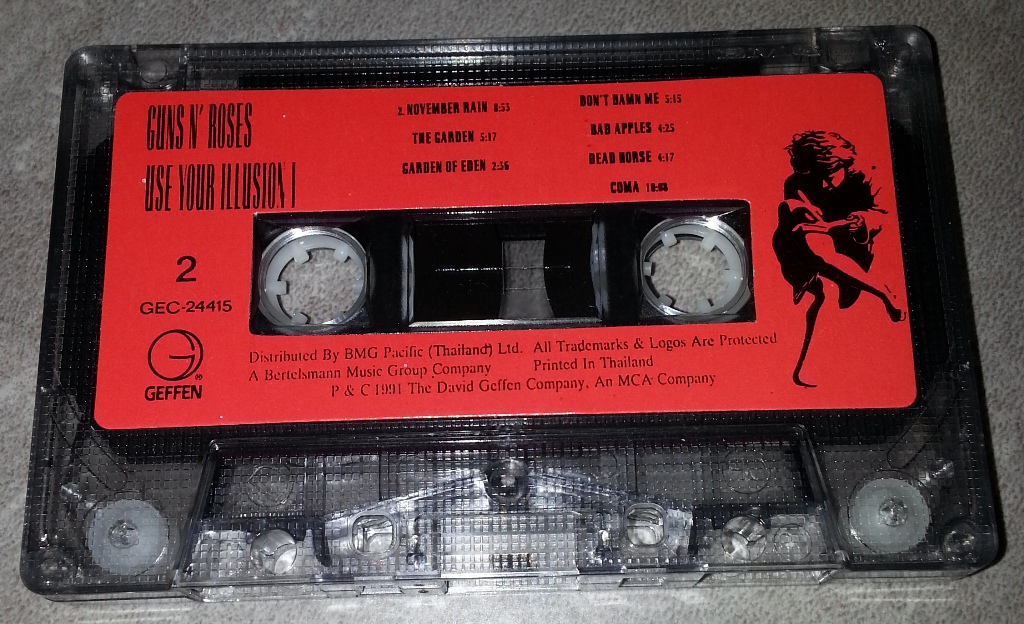 GUNS N' ROSES
USE YOUR ILLUSION I
2. NOVEMBER RAIN 8:53
THE GARDEN 5:17
GARDEN OF EDEN 2:36
DON'T DAMN ME 5:15
BAD APPLES 4:25
DEAD HORSE 4:17
COMA 10:08
2
GEC-24415
GEFFEN ®
Distributed By BMG Pacific (Thailand) Ltd. All Trademarks & Logos Are Protected
A Bertelsmann Music Group Company Printed In Thailand
P & C 1991 The David Geffen Company, An MCA Company